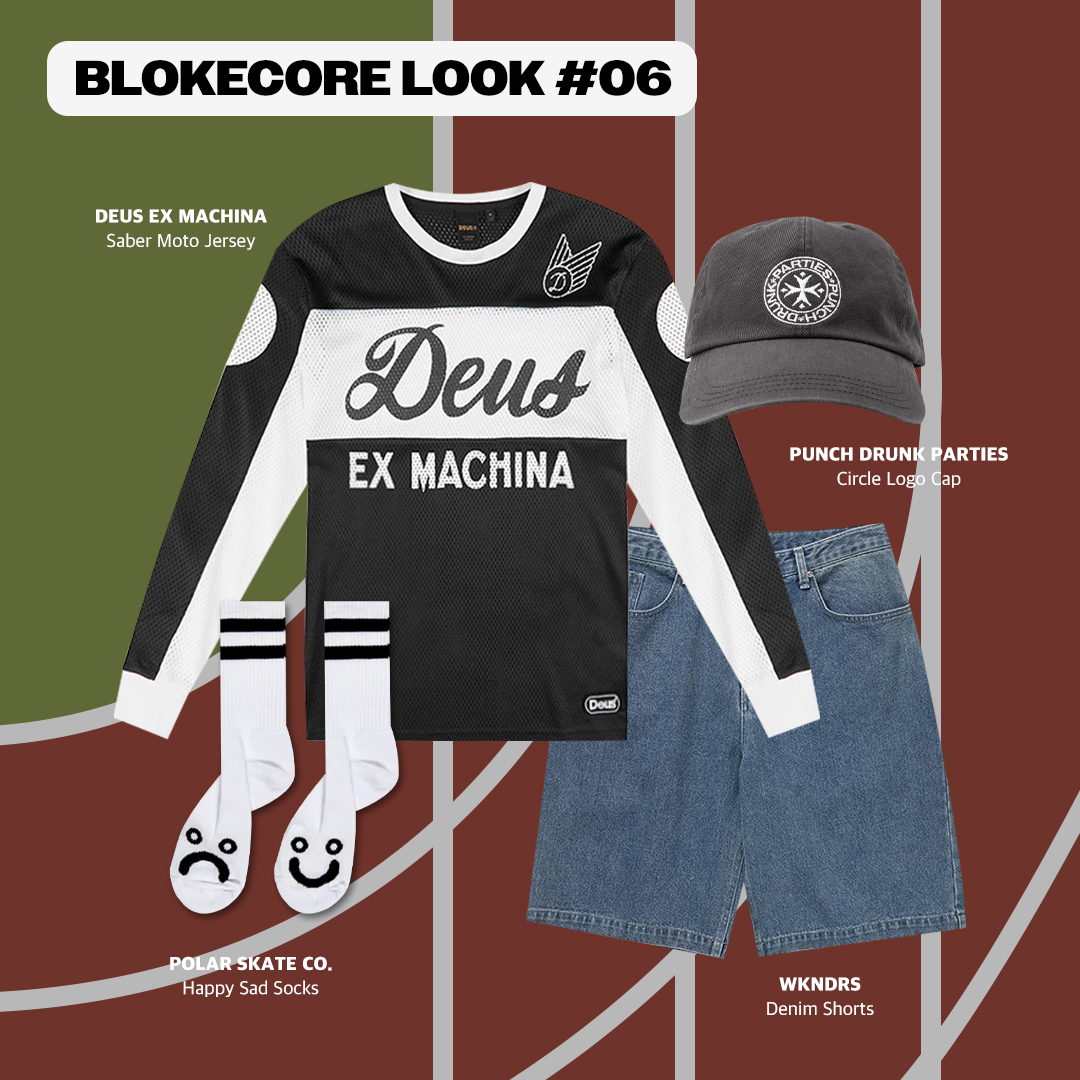 BLOKECORE LOOK #06
DEUS EX MACHINA
Saber Moto Jersey
DEUS
D
Deus
EX MACHINA
Deus
PARTIES PUNCH DRUNK
PUNCH DRUNK PARTIES
Circle Logo Cap
POLAR SKATE CO.
Happy Sad Socks
WKNDRS
Denim Shorts